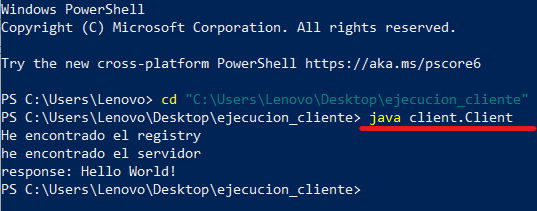 Windows PowerShell
Copyright (C) Microsoft Corporation. All rights reserved.
Try the new cross-platform PowerShell https://aka.ms/pscore6
PS C:\Users\Lenovo> cd "C:\Users\Lenovo\Desktop\ejecucion_cliente"
PS C:\Users\Lenovo\Desktop\ejecucion_cliente> java client.Client
He encontrado el registry
he encontrado el servidor
response: Hello World!
PS C:\Users\Lenovo\Desktop\ejecucion_cliente>